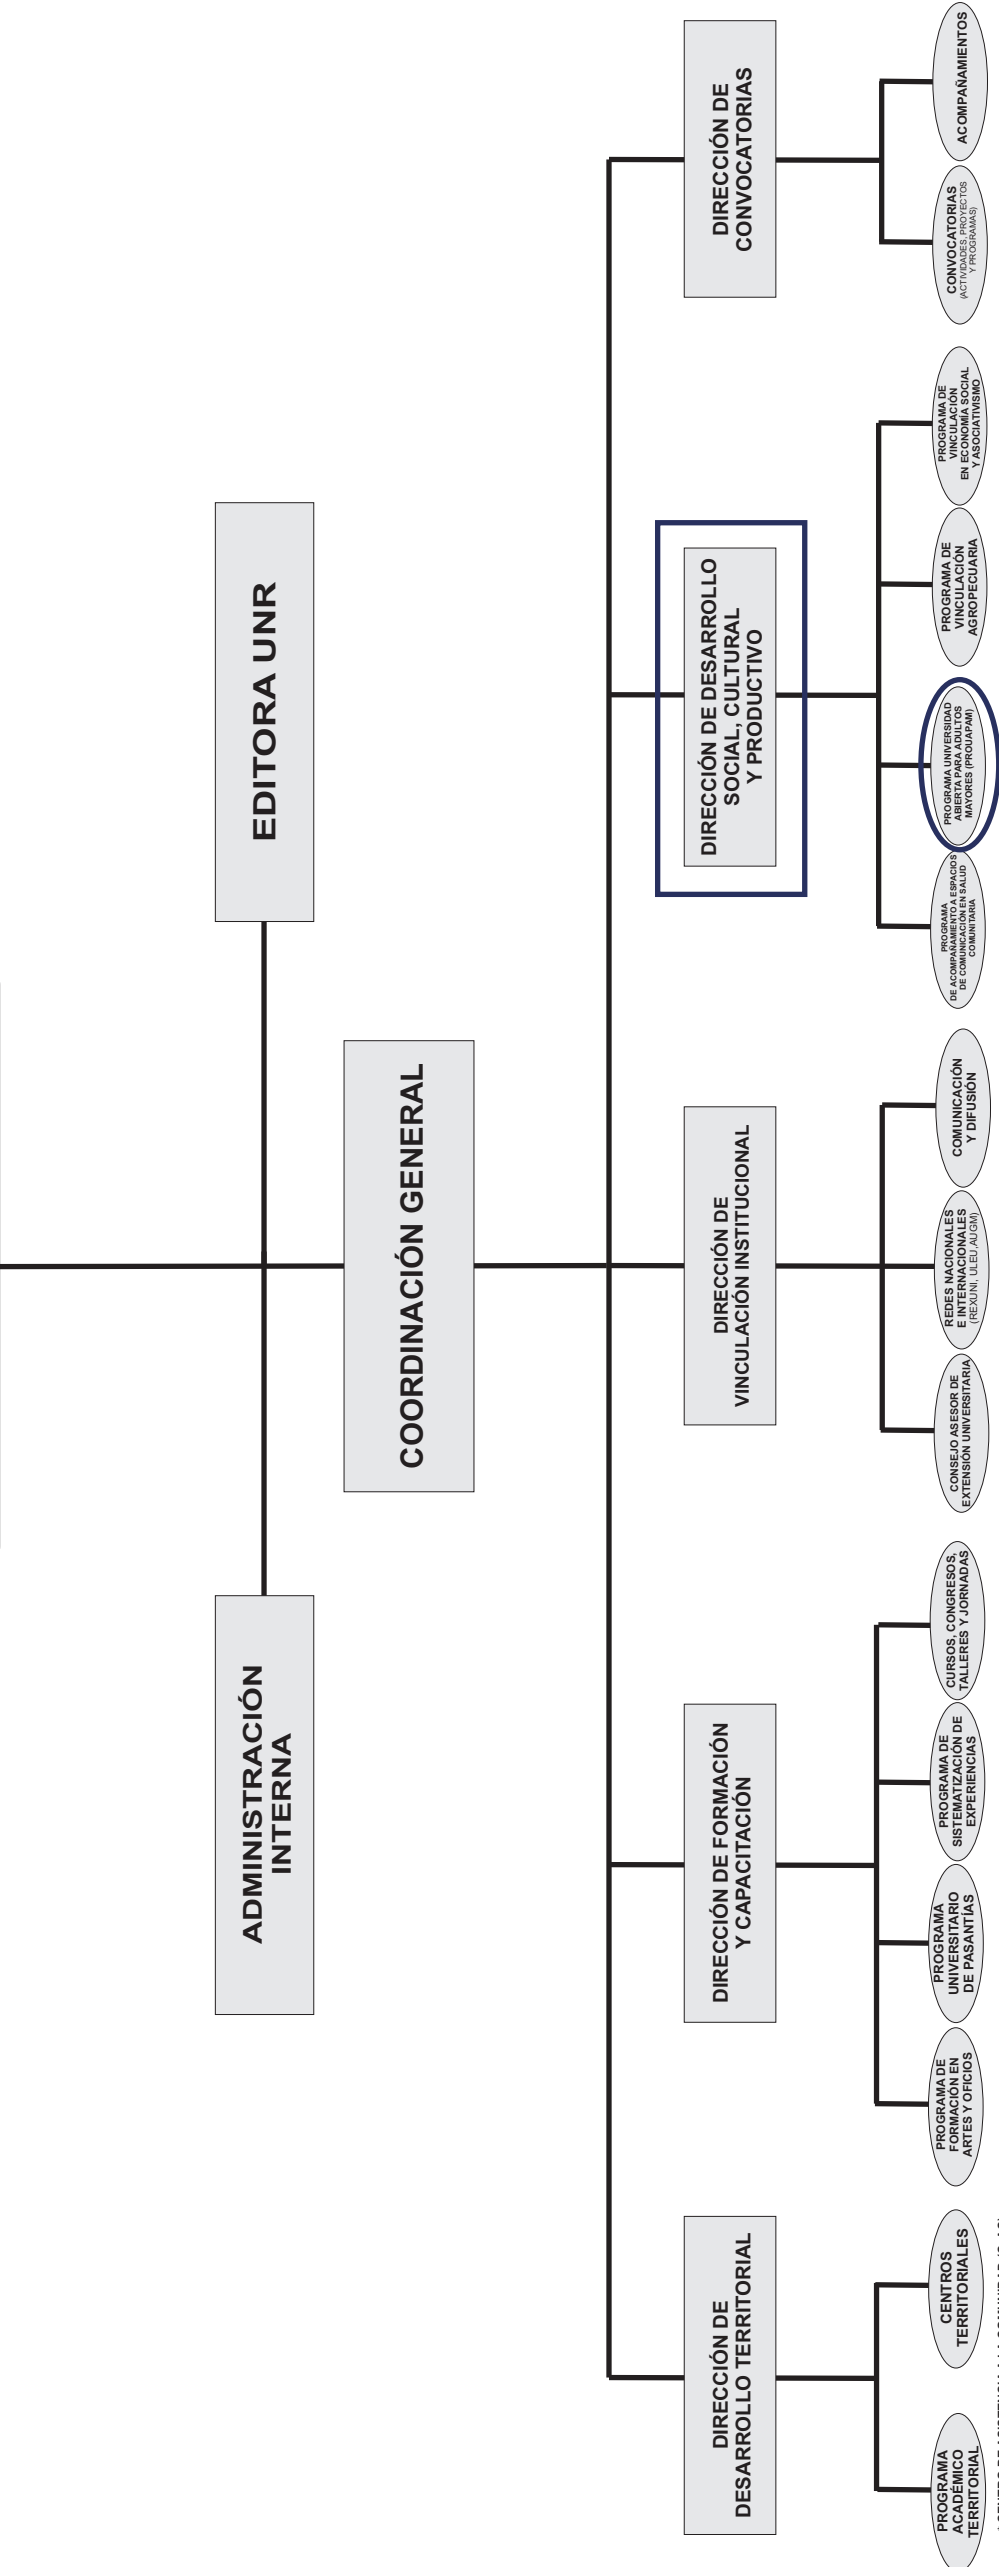 ADMINISTRACIÓN
INTERNA
EDITORA UNR
COORDINACIÓN GENERAL
DIRECCIÓN DE
DESARROLLO TERRITORIAL
DIRECCIÓN DE FORMACIÓN
Y CAPACITACIÓN
DIRECCIÓN DE
VINCULACIÓN INSTITUCIONAL
DIRECCIÓN DE DESARROLLO
SOCIAL, CULTURAL
Y PRODUCTIVO
DIRECCIÓN DE
CONVOCATORIAS
PROGRAMA
ACADÉMICO
TERRITORIAL
CENTROS
TERRITORIALES
PROGRAMA DE
FORMACIÓN EN
ARTES Y OFICIOS
PROGRAMA
UNIVERSITARIO
DE PASANTÍAS
PROGRAMA DE
SISTEMATIZACIÓN DE
EXPERIENCIAS
CURSOS, CONGRESOS,
TALLERES Y JORNADAS
CONSEJO ASESOR DE
EXTENSIÓN UNIVERSITARIA
REDES NACIONALES
E INTERNACIONALES
(REXUNI, ULEU, AUGM)
COMUNICACIÓN
Y DIFUSIÓN
PROGRAMA
DE ACOMPAÑAMIENTO A ESPACIOS
DE COMUNICACIÓN EN SALUD
COMUNITARIA
PROGRAMA UNIVERSIDAD
ABIERTA PARA ADULTOS
MAYORES (PROUAPAM)
PROGRAMA DE
VINCULACIÓN
AGROPECUARIA
PROGRAMA DE
VINCULACIÓN
EN ECONOMÍA SOCIAL
Y ASOCIATIVISMO
CONVOCATORIAS
(ACTIVIDADES, PROYECTOS
Y PROGRAMAS)
ACOMPAÑAMIENTOS